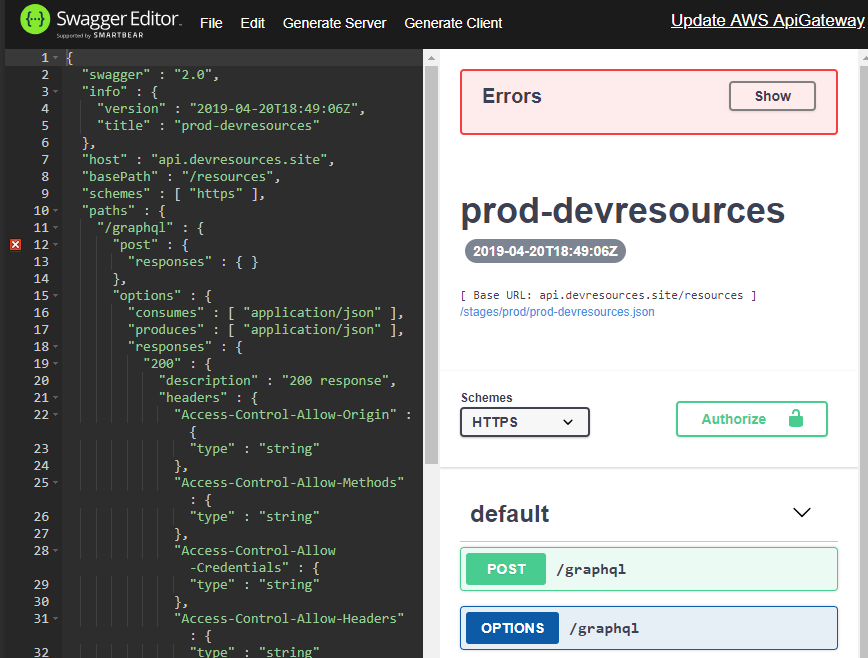 Swagger Editor
Supported by SMARTBEAR
File Edit Generate Server Generate Client
Update AWS ApiGateway
1 {
2 "swagger" : "2.0",
3 "info" : {
4 "version" : "2019-04-20T18:49:06Z",
5 "title" : "prod-devresources"
6 },
7 "host" : "api.devresources.site",
8 "basePath" : "/resources",
9 "schemes" : [ "https" ],
10 "paths" : {
11 "/graphql" : {
12 "post" : {
13 "responses" : { }
14 },
15 "options" : {
16 "consumes" : [ "application/json" ],
17 "produces" : [ "application/json" ],
18 "responses" : {
19 "200" : {
20 "description" : "200 response",
21 "headers" : {
22 "Access-Control-Allow-Origin" :
{
23 "type" : "string"
24 },
25 "Access-Control-Allow-Methods"
: {
26 "type" : "string"
27 },
28 "Access-Control-Allow
-Credentials" : {
29 "type" : "string"
30 },
31 "Access-Control-Allow-Headers"
: {
32 "type" : "string"
Errors
Show
prod-devresources
2019-04-20T18:49:06Z
[ Base URL: api.devresources.site/resources ]
/stages/prod/prod-devresources.json
Schemes
HTTPS
Authorize
default
POST /graphql
OPTIONS /graphql